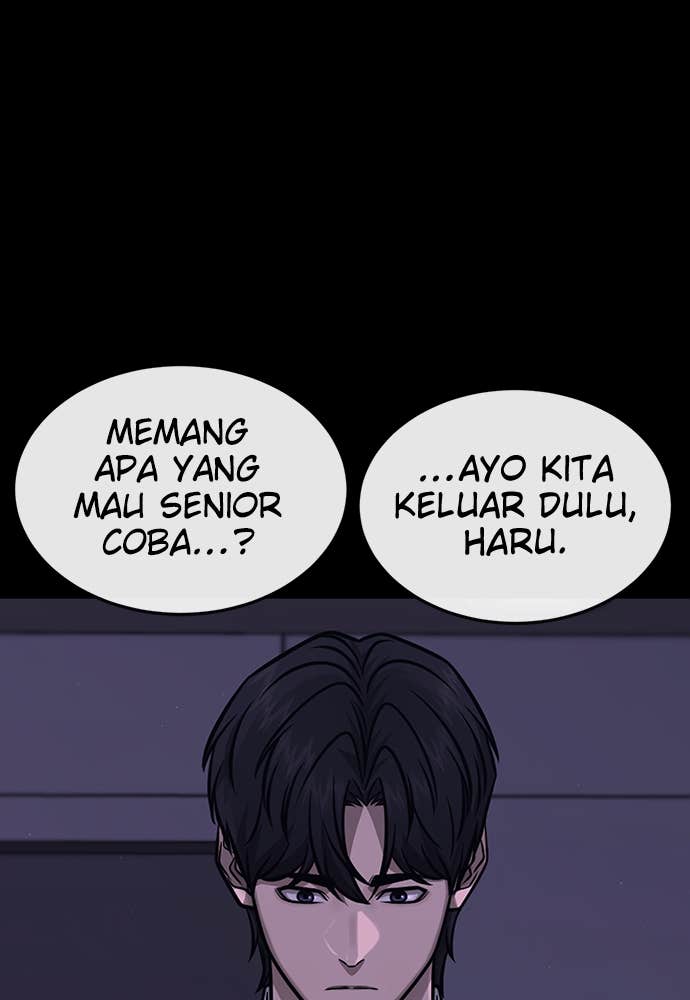 MEMANG
APA YANG
MAU SENIOR
COBA...?
...AYO KITA
KELUAR DULU,
HARU.